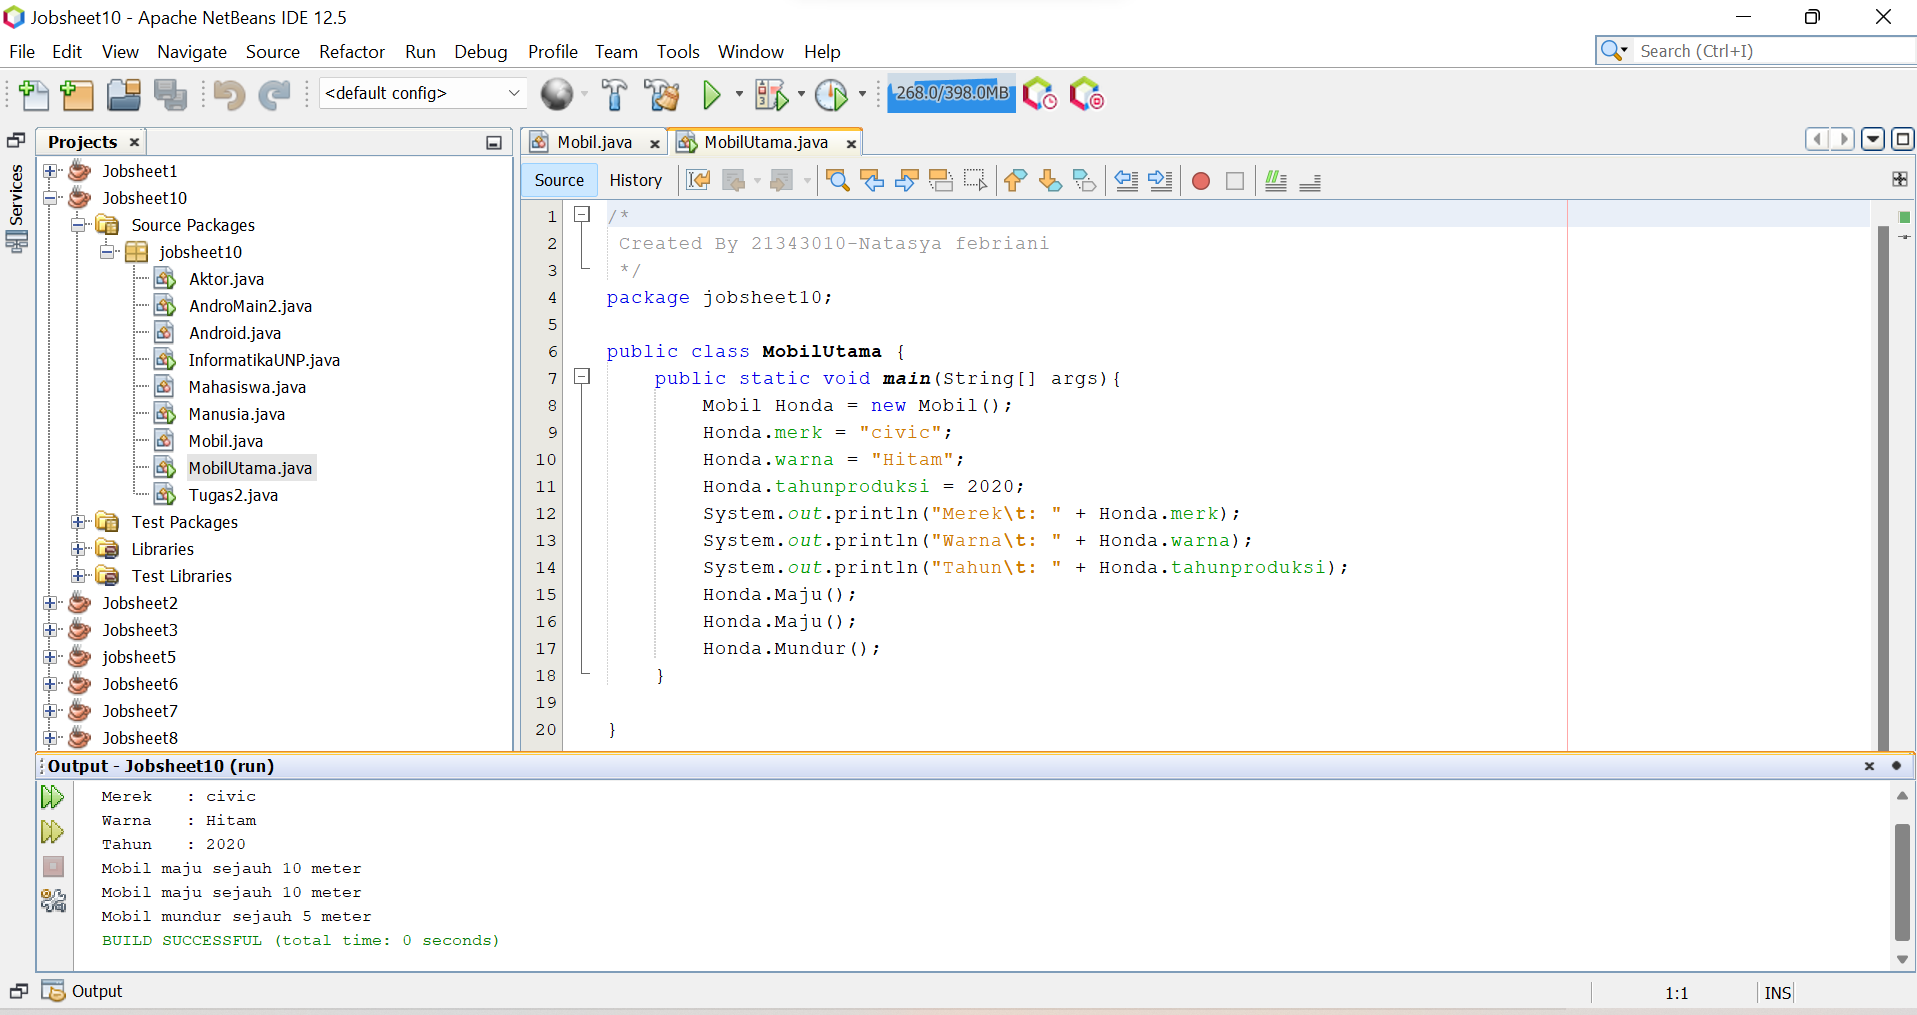 Jobsheet10 - Apache NetBeans IDE 12.5
File Edit View Navigate Source Refactor Run Debug Profile Team Tools Window Help
Search (Ctrl+I)
<default config>
268.0/398.0MB
Projects
Services
Jobsheet1
Jobsheet10
Source Packages
jobsheet10
Aktor.java
AndroMain2.java
Android.java
InformatikaUNP.java
Mahasiswa.java
Manusia.java
Mobil.java
MobilUtama.java
Tugas2.java
Test Packages
Libraries
Test Libraries
Jobsheet2
Jobsheet3
jobsheet5
Jobsheet6
Jobsheet7
Jobsheet8
Mobil.java MobilUtama.java
Source History
1 /*
2 Created By 21343010-Natasya febriani
3 */
4 package jobsheet10;
5
6 public class MobilUtama {
7 public static void main(String[] args){
8 Mobil Honda = new Mobil();
9 Honda.merk = "civic";
10 Honda.warna = "Hitam";
11 Honda.tahunproduksi = 2020;
12 System.out.println("Merek\t: " + Honda.merk);
13 System.out.println("Warna\t: " + Honda.warna);
14 System.out.println("Tahun\t: " + Honda.tahunproduksi);
15 Honda.Maju();
16 Honda.Maju();
17 Honda.Mundur();
18 }
19
20 }
Output - Jobsheet10 (run)
Merek : civic
Warna : Hitam
Tahun : 2020
Mobil maju sejauh 10 meter
Mobil maju sejauh 10 meter
Mobil mundur sejauh 5 meter
BUILD SUCCESSFUL (total time: 0 seconds)
Output
1:1 INS